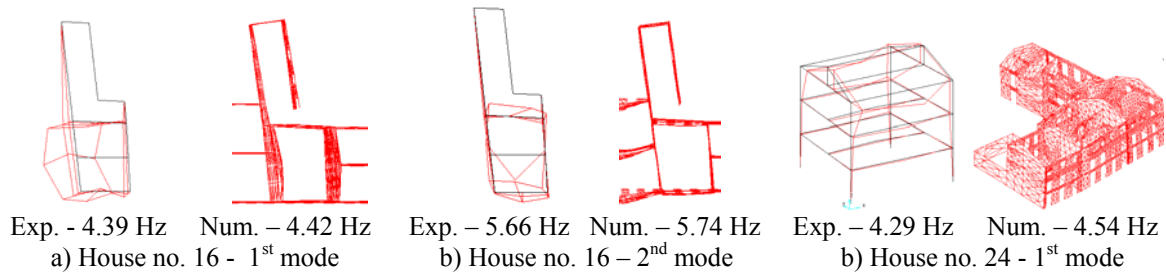 Exp. - 4.39 Hz Num. – 4.42 Hz Exp. – 5.66 Hz Num. – 5.74 Hz Exp. – 4.29 Hz Num. – 4.54 Hz
a) House no. 16 - 1st mode b) House no. 16 – 2nd mode b) House no. 24 - 1st mode